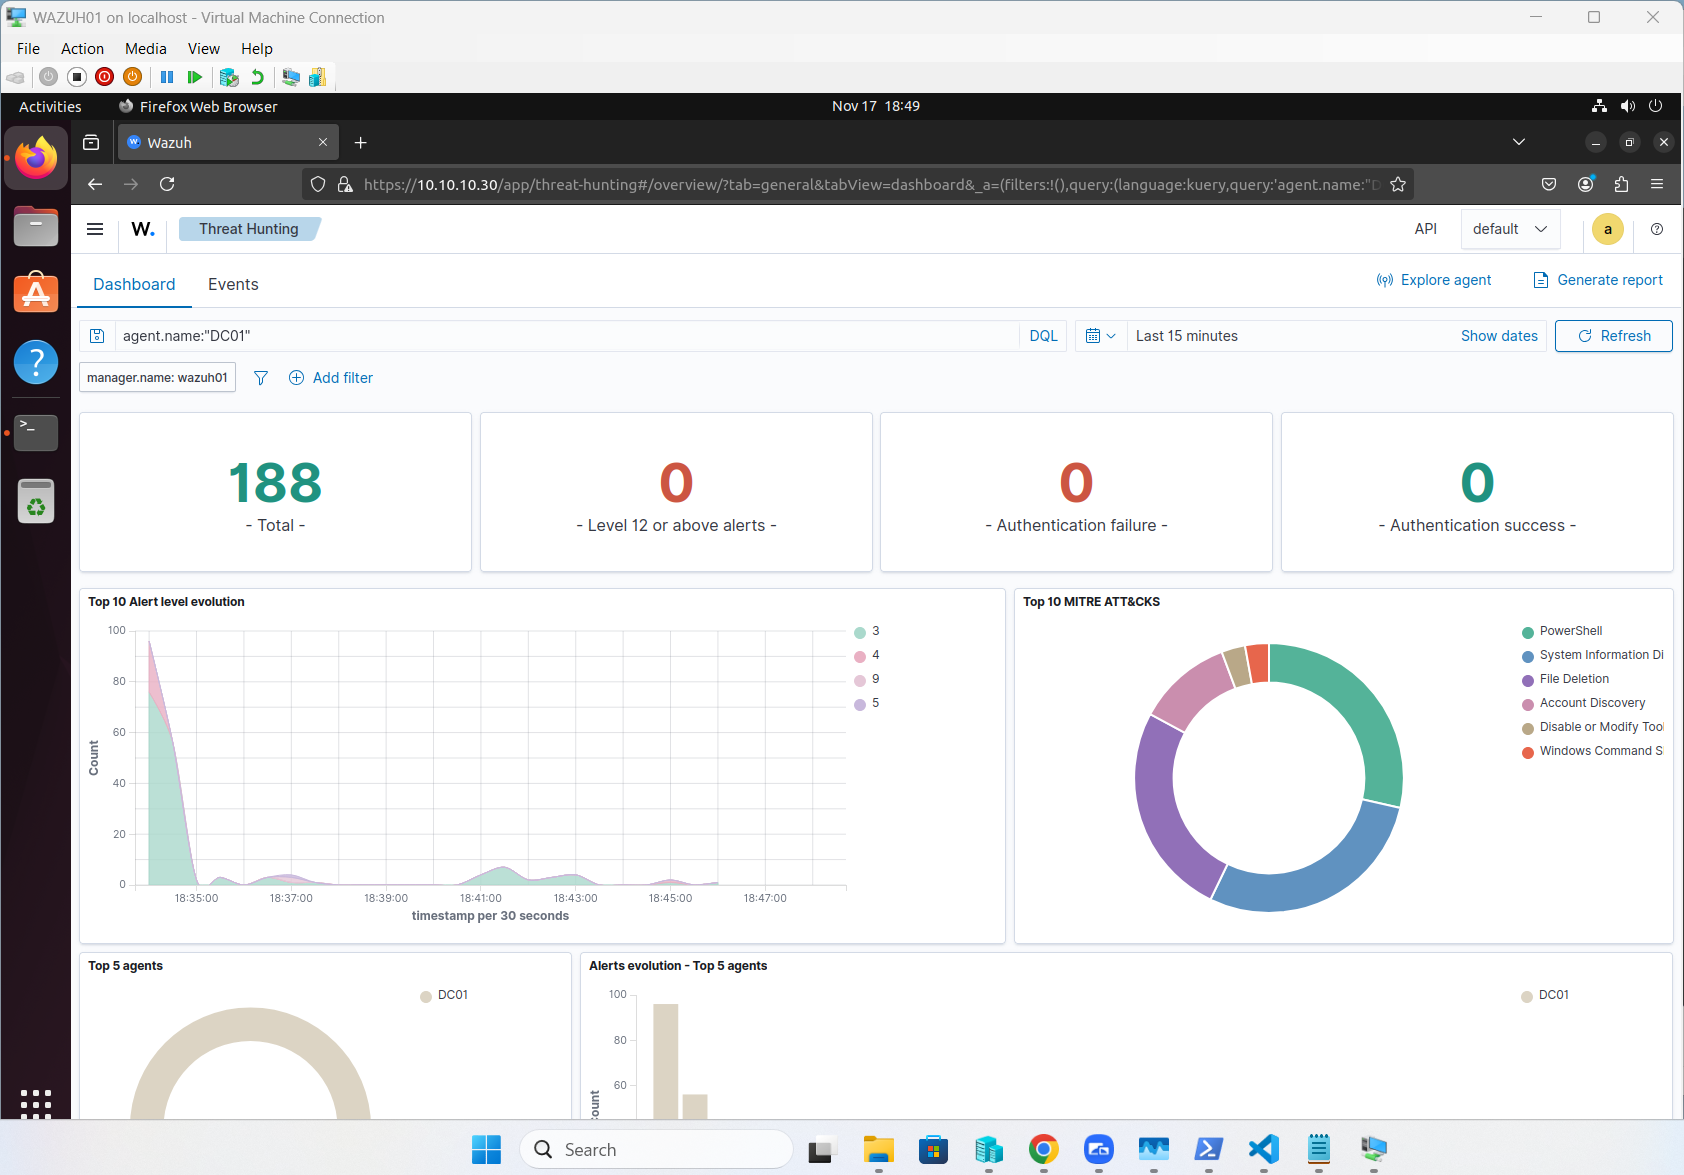 WAZUH01 on localhost - Virtual Machine Connection
File Action Media View Help
Activities Firefox Web Browser Nov 17 18:49
Wazuh
https://10.10.10.30/app/threat-hunting#/overview/?tab=general&tabView=dashboard&_a=(filters:!(),query:(language:kuery,query:'agent.name:"D
W. Threat Hunting API default a
Dashboard Events Explore agent Generate report
agent.name:"DC01" DQL Last 15 minutes Show dates Refresh
manager.name: wazuh01 Add filter
188 0 0 0
- Total - - Level 12 or above alerts - - Authentication failure - - Authentication success -
Top 10 Alert level evolution
100
80
60
40
20
0
Count
18:35:00 18:37:00 18:39:00 18:41:00 18:43:00 18:45:00 18:47:00
timestamp per 30 seconds
3
4
9
5
Top 10 MITRE ATT&CKS
PowerShell
System Information Di
File Deletion
Account Discovery
Disable or Modify Too
Windows Command S
Top 5 agents
DC01
Alerts evolution - Top 5 agents
100
80
60
ount
DC01
Search